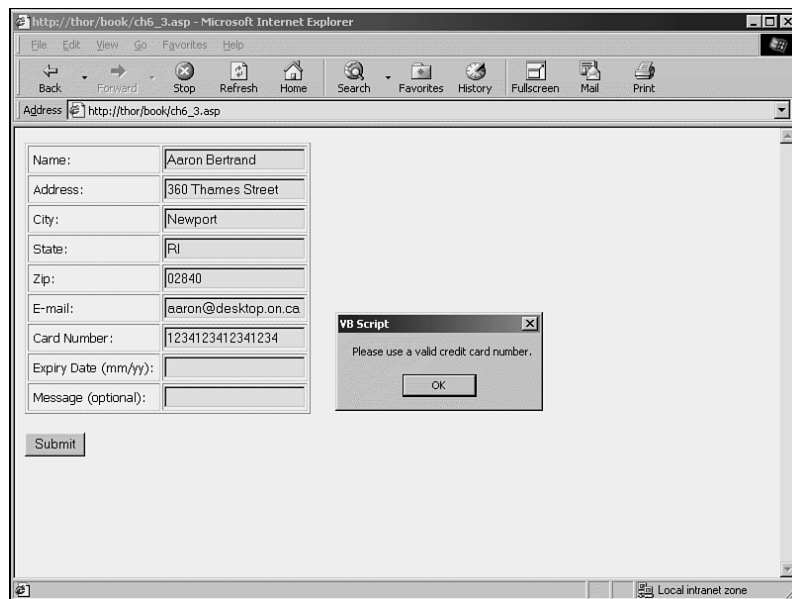 http://thor/book/ch6_3.asp - Microsoft Internet Explorer
File Edit View Go Favorites Help
Back Forward Stop Refresh Home Search Favorites History Fullscreen Mail Print
Address http://thor/book/ch6_3.asp
Name: Aaron Bertrand
Address: 360 Thames Street
City: Newport
State: RI
Zip: 02840
E-mail: aaron@desktop.on.ca
Card Number: 1234123412341234
Expiry Date (mm/yy):
Message (optional):
Submit
VB Script
Please use a valid credit card number.
OK
Local intranet zone